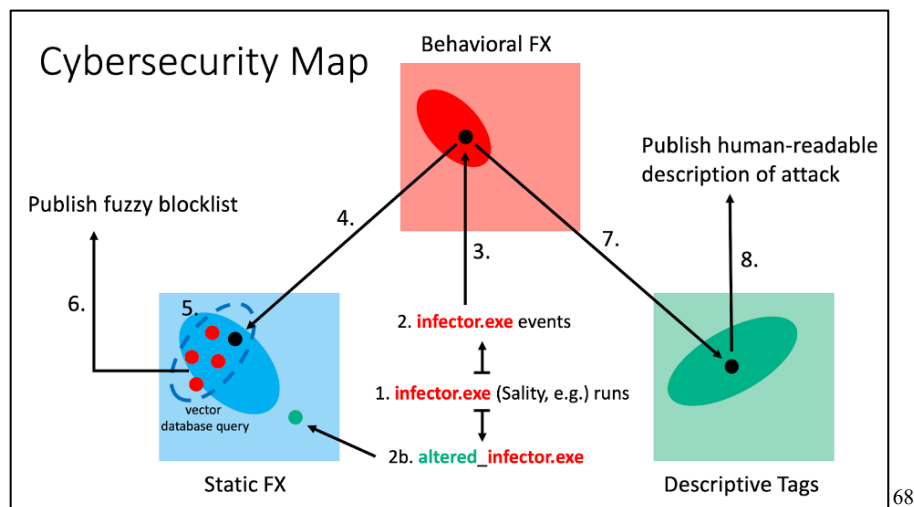 Cybersecurity Map
Behavioral FX
Publish human-readable
description of attack
Publish fuzzy blocklist
4.
3.
7.
8.
6.
5.
2. infector.exe events
1. infector.exe (Sality, e.g.) runs
vector
database query
2b. altered_infector.exe
Static FX
Descriptive Tags
68